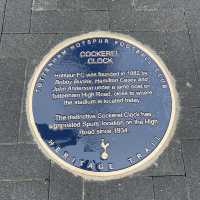 TOTTENHAM HOTSPUR FOOTBALL CLUB
COCKEREL
CLOCK
Hotspur FC was founded in 1882 by
Bobby Buckle, Hamilton Casey and
John Anderson under a street lamp on
Tottenham High Road, close to where
the stadium is located today.
The distinctive Cockerel Clock has
signposted Spurs' location on the High
Road since 1934.
HERITAGE TRAIL